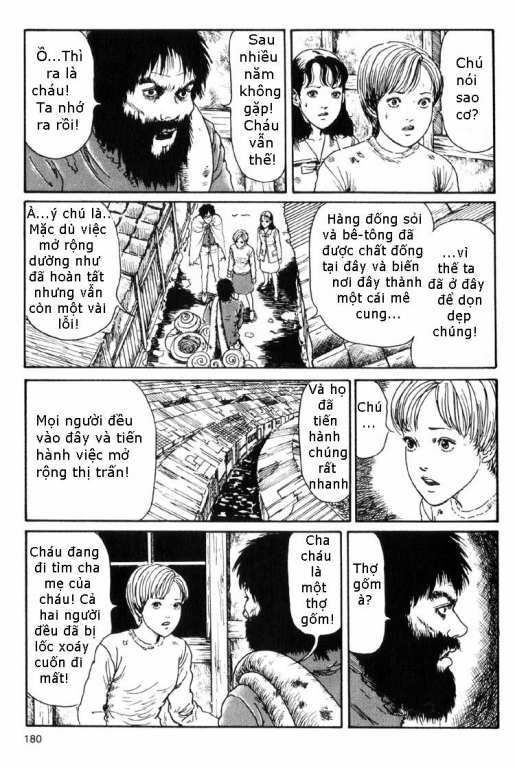 Chú
nói
sao
cơ?
Sau
nhiều
năm
không
gặp!
Cháu
vẫn
thế!
Ồ...Thì
ra là
cháu!
Ta nhớ
ra rồi!
...vì
thế ta
đã ở đây
để dọn
dẹp
chúng!
Hàng đống sỏi
và bê-tông đã
được chất đống
tại đây và biến
nơi đây thành
một cái mê
cung...
À...ý chú là..
Mặc dù việc
mở rộng
dường như
đã hoàn tất
nhưng vẫn
còn một vài
lỗi!
Chú
...
Và họ
đã
tiến
hành
chúng
rất
nhanh
Mọi người đều
vào đây và tiến
hành việc mở
rộng thị trấn!
Thợ
gốm
à?
Cha
cháu
là
một
thợ
gốm!
Cháu đang
đi tìm cha
mẹ của
cháu! Cả
hai người
đều đã bị
lốc xoáy
cuốn đi
mất!
180